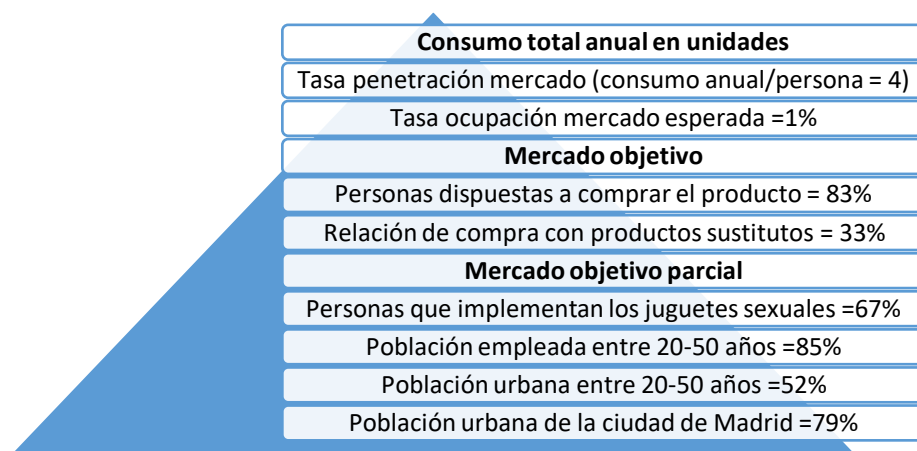 Consumo total anual en unidades
Tasa penetración mercado (consumo anual/persona = 4)
Tasa ocupación mercado esperada =1%
Mercado objetivo
Personas dispuestas a comprar el producto = 83%
Relación de compra con productos sustitutos = 33%
Mercado objetivo parcial
Personas que implementan los juguetes sexuales =67%
Población empleada entre 20-50 años =85%
Población urbana entre 20-50 años =52%
Población urbana de la ciudad de Madrid =79%